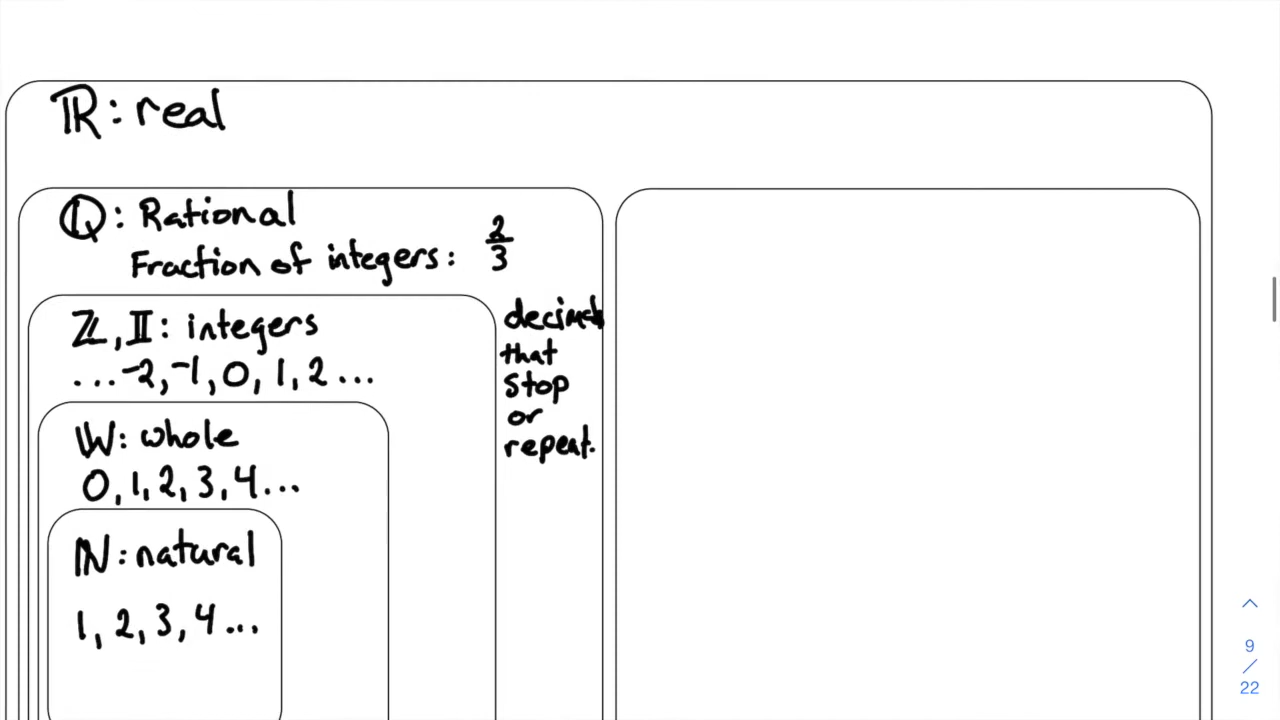 ℝ: real
ℚ: Rational
Fraction of integers: 2/3
ℤ, 𝕀: integers
...-2, -1, 0, 1, 2...
decimals
that
stop
or
repeat.
𝕎: whole
0, 1, 2, 3, 4...
ℕ: natural
1, 2, 3, 4...
9
/
22